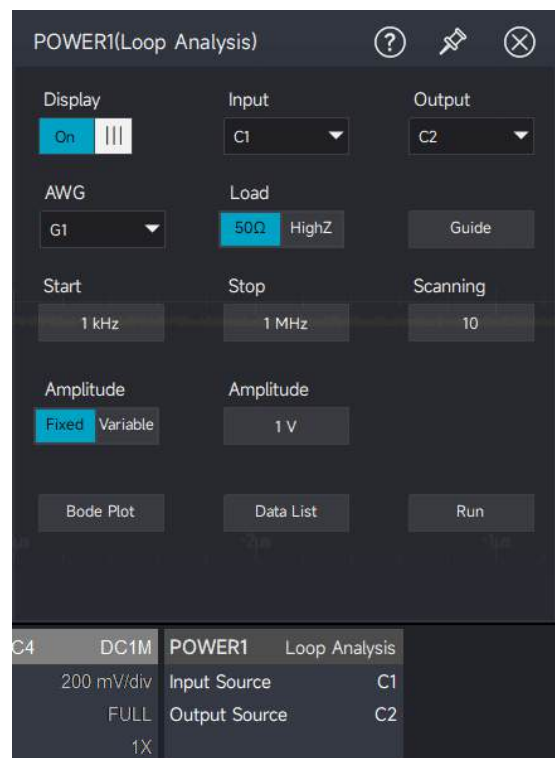 POWER1(Loop Analysis) ?
Display Input Output
On C1 C2
AWG Load
G1 50Ω HighZ Guide
Start Stop Scanning
1 kHz 1 MHz 10
Amplitude Amplitude
Fixed Variable 1 V
Bode Plot Data List Run
C4 DC1M POWER1 Loop Analysis
200 mV/div Input Source C1
FULL Output Source C2
1X